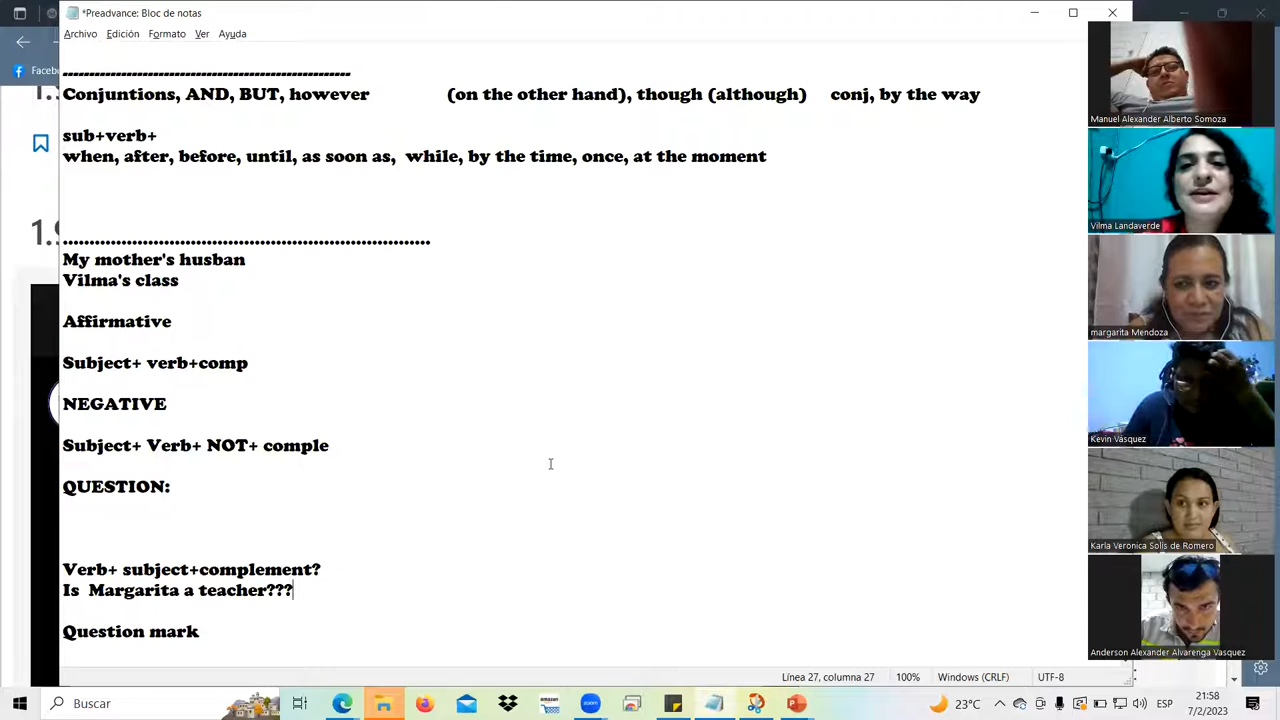 *Preadvance: Bloc de notas
Archivo Edición Formato Ver Ayuda
Faceb
Conjuntions, AND, BUT, however (on the other hand), though (although) conj, by the way
sub+verb+
when, after, before, until, as soon as, while, by the time, once, at the moment
My mother's husban
Vilma's class
Affirmative
Subject+ verb+comp
NEGATIVE
Subject+ Verb+ NOT+ comple
QUESTION:
Verb+ subject+complement?
Is Margarita a teacher???
Question mark
Línea 27, columna 27 100% Windows (CRLF) UTF-8
Buscar
amazon
zoom
23°C
ESP
21:58
7/2/2023
Manuel Alexander Alberto Somoza
Vilma Landaverde
margarita Mendoza
Kevin Vásquez
Karla Veronica Solis de Romero
Anderson Alexander Alvarenga Vasquez